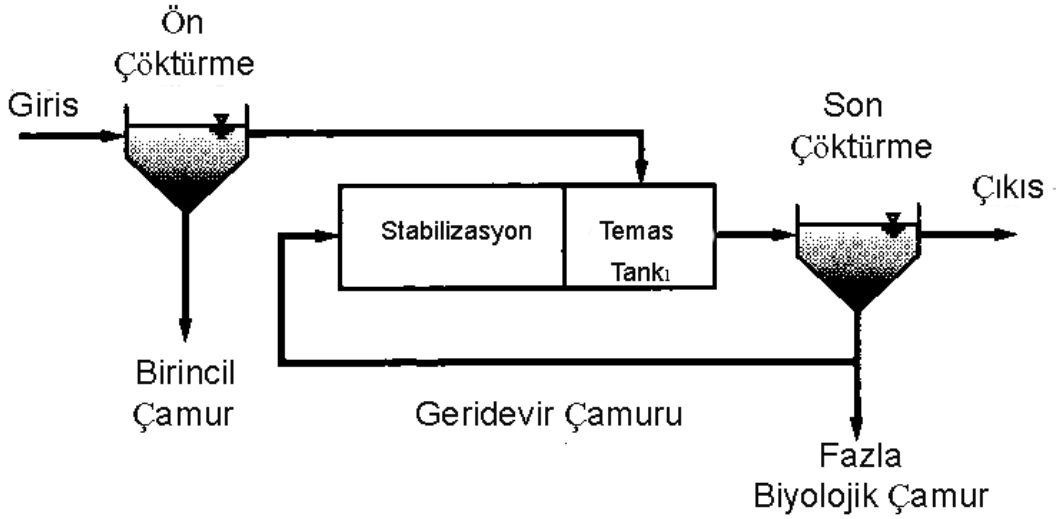 Ön
Çöktürme
Giris
Son
Çöktürme
Çıkıs
Stabilizasyon
Temas
Tankı
Birincil
Çamur
Geridevir Çamuru
Fazla
Biyolojik Çamur